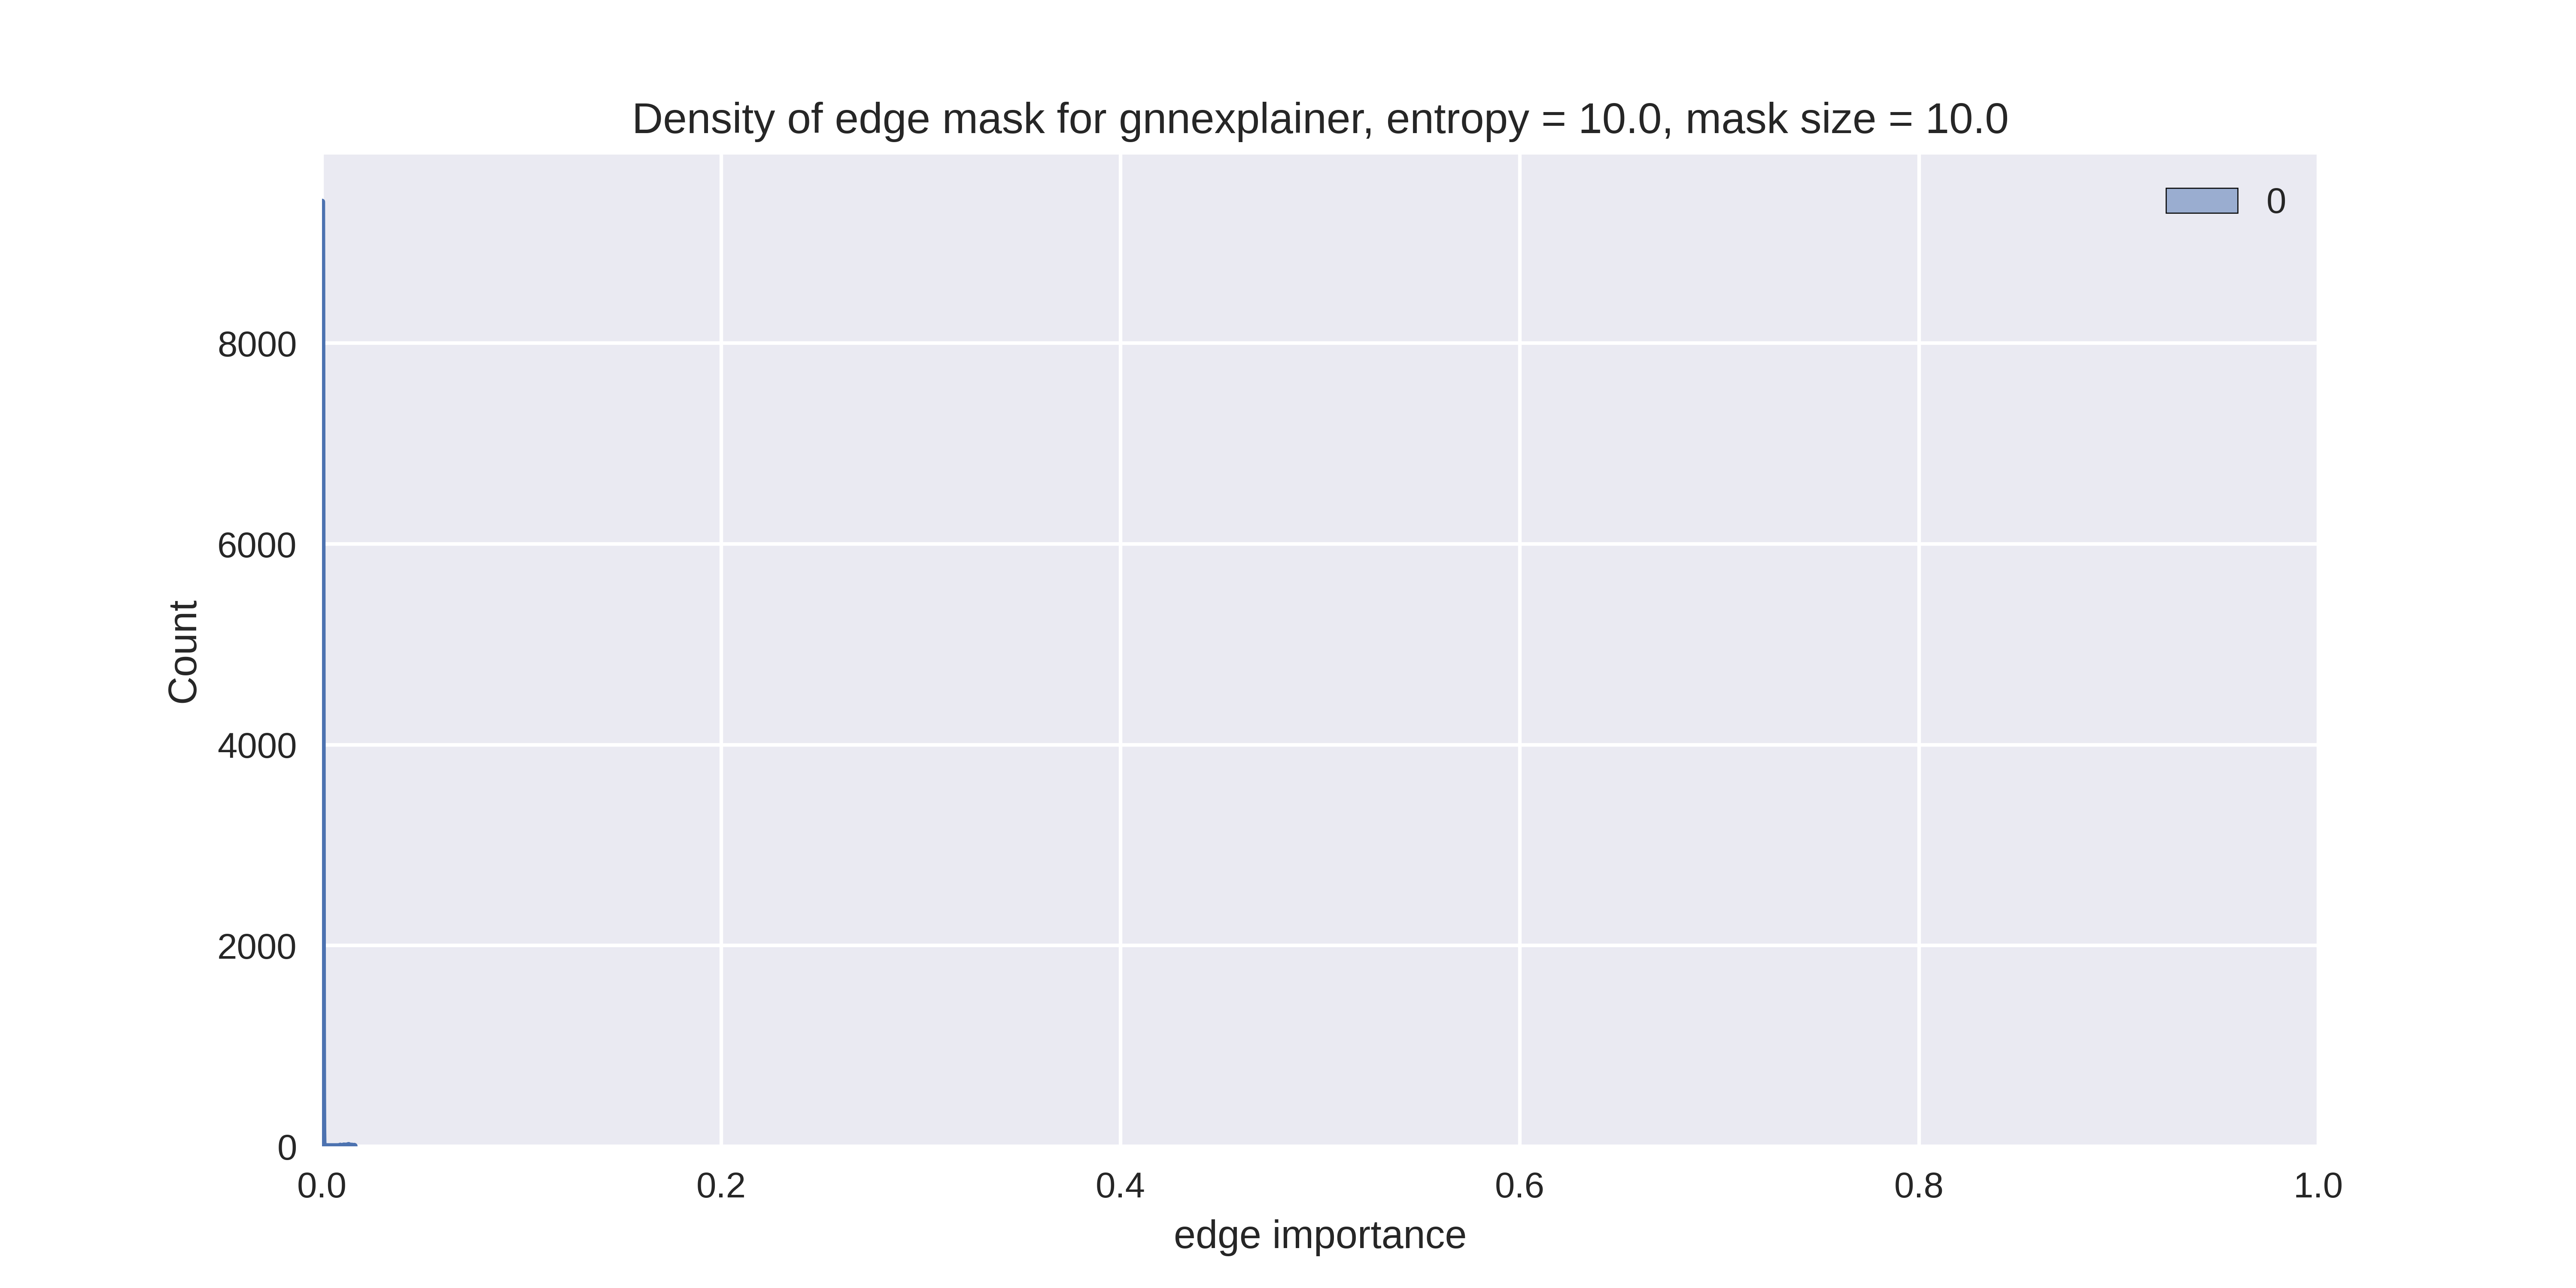 Density of edge mask for gnnexplainer, entropy = 10.0, mask size = 10.0
0
8000
6000
4000
2000
0
Count
0.0 0.2 0.4 0.6 0.8 1.0
edge importance